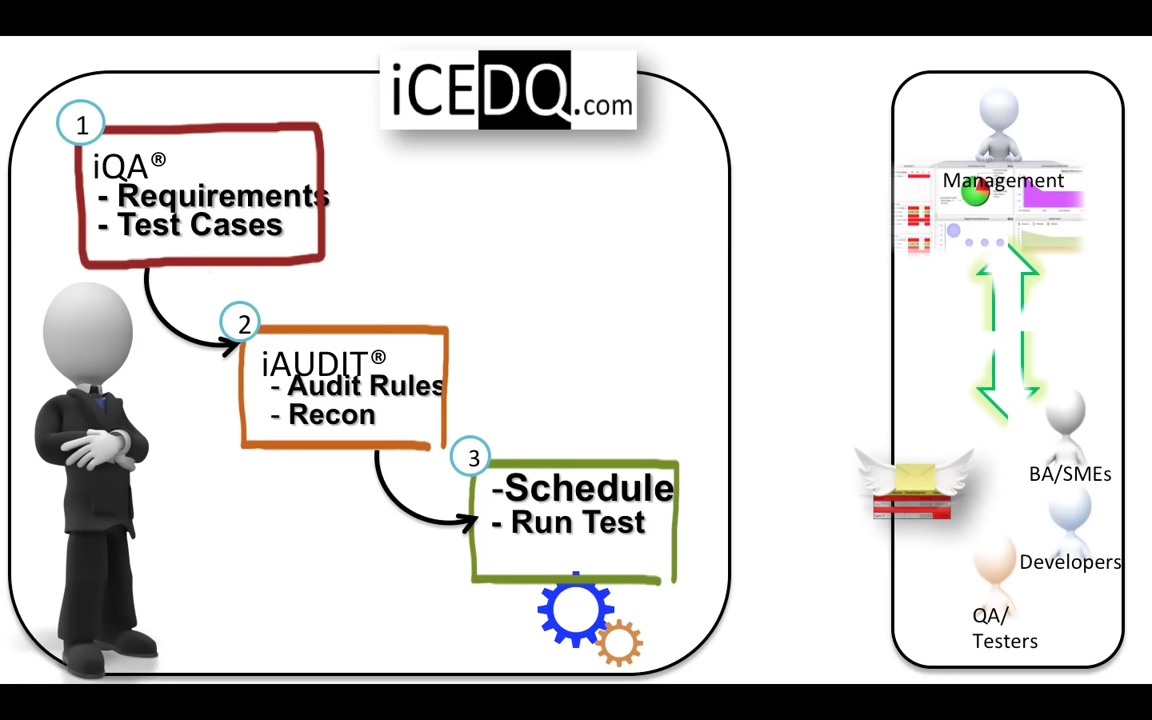 iCEDQ.com
1
iQA®
- Requirements
- Test Cases
2
iAUDIT®
- Audit Rules
- Recon
3
-Schedule
- Run Test
Management
BA/SMEs
Developers
QA/
Testers